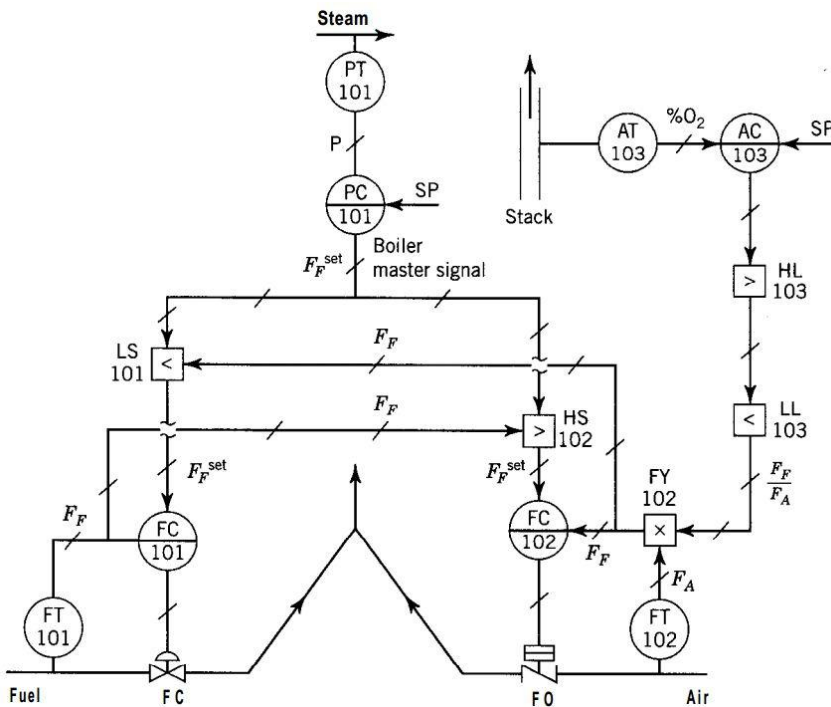 Steam
PT
101
P
PC
101
SP
F_F^set
Boiler
master signal
Stack
AT
103
%O₂
AC
103
SP
HL
103
>
LL
103
<
F_F
F_A
LS
101
<
F_F
F_F
HS
102
>
F_F^set
F_F^set
FY
102
×
F_F
FC
101
FC
102
F_F
F_A
FT
101
FT
102
Fuel
FC
FO
Air